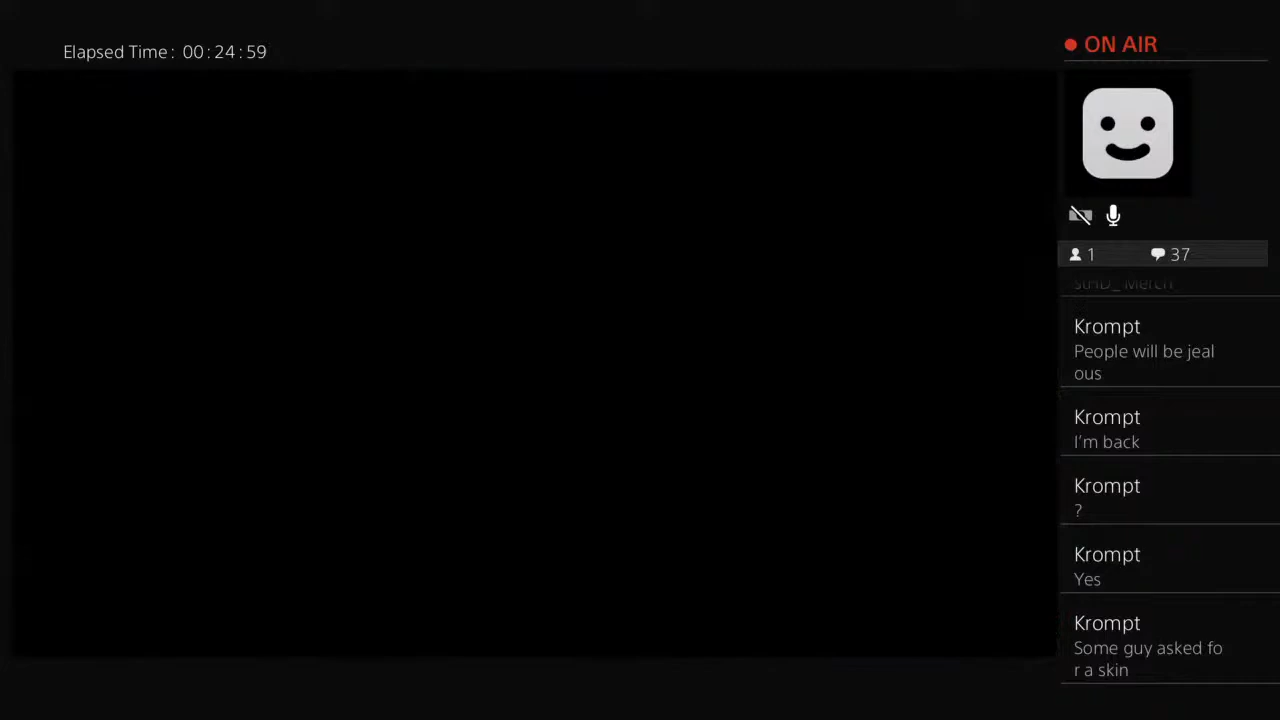 Elapsed Time: 00:24:59
ON AIR
1 37
Krompt
People will be jeal
ous
Krompt
I'm back
Krompt
?
Krompt
Yes
Krompt
Some guy asked fo
r a skin